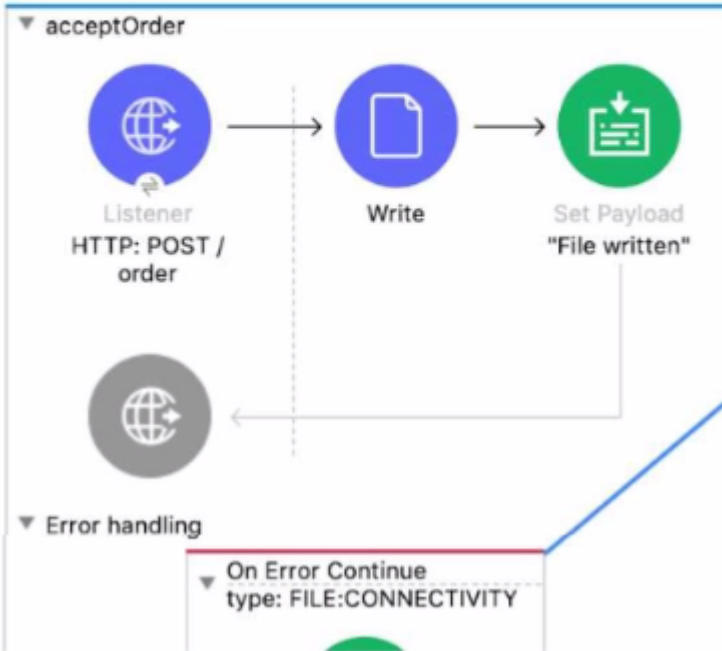 acceptOrder
Listener
HTTP: POST /
order
Write
Set Payload
"File written"
Error handling
On Error Continue
type: FILE:CONNECTIVITY